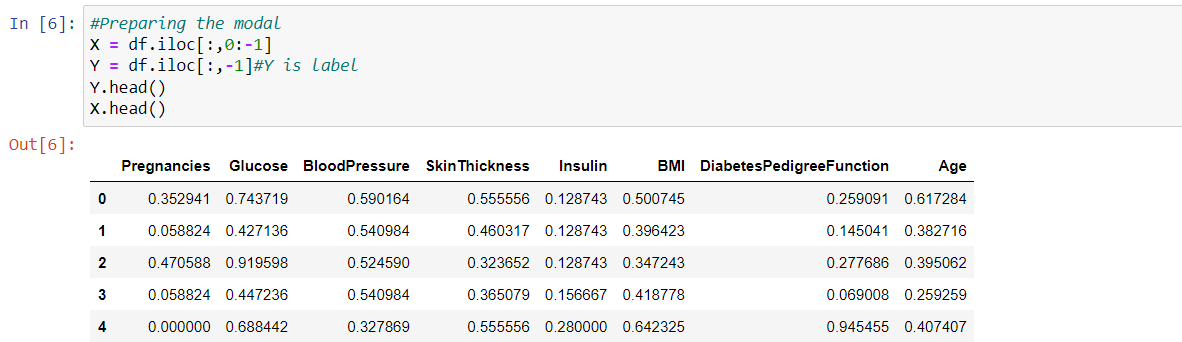 In [6]: #Preparing the modal
X = df.iloc[:,0:-1]
Y = df.iloc[:,-1]#Y is label
Y.head()
X.head()
Out[6]:
Pregnancies Glucose BloodPressure SkinThickness Insulin BMI DiabetesPedigreeFunction Age
0 0.352941 0.743719 0.590164 0.555556 0.128743 0.500745 0.259091 0.617284
1 0.058824 0.427136 0.540984 0.460317 0.128743 0.396423 0.145041 0.382716
2 0.470588 0.919598 0.524590 0.323652 0.128743 0.347243 0.277686 0.395062
3 0.058824 0.447236 0.540984 0.365079 0.156667 0.418778 0.069008 0.259259
4 0.000000 0.688442 0.327869 0.555556 0.280000 0.642325 0.945455 0.407407